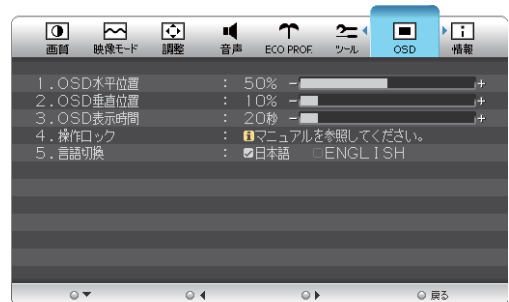 画質 映像モード 調整 音声 ECO PROF. ツール OSD 情報
1.OSD水平位置 : 50% - +
2.OSD垂直位置 : 10% - +
3.OSD表示時間 : 20秒 - +
4.操作ロック : マニュアルを参照してください。
5.言語切換 : 日本語 ENGLISH
戻る